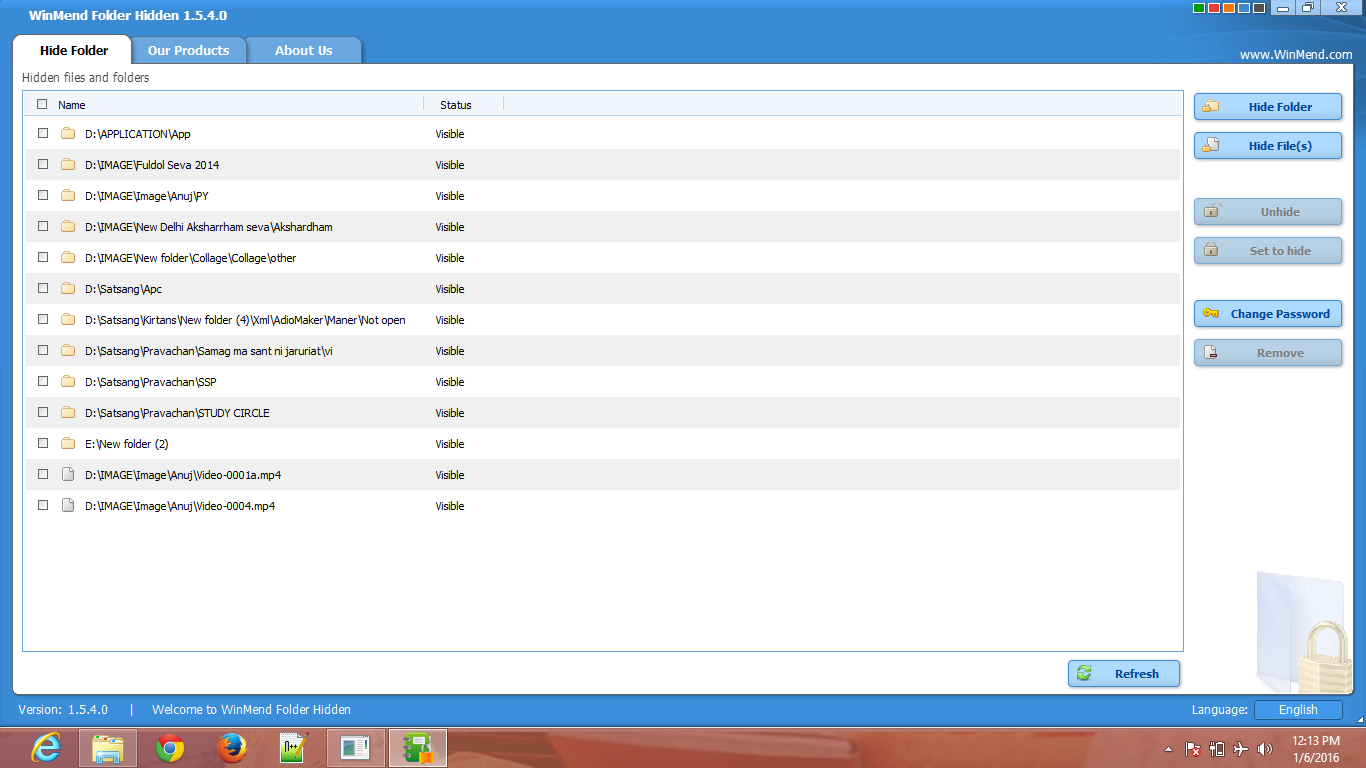 WinMend Folder Hidden 1.5.4.0
Hide Folder Our Products About Us
www.WinMend.com
Hidden files and folders
Name Status
D:\APPLICATION\App Visible
D:\IMAGE\Fuldol Seva 2014 Visible
D:\IMAGE\Image\Anuj\PY Visible
D:\IMAGE\New Delhi Aksharrham seva\Akshardham Visible
D:\IMAGE\New folder\Collage\Collage\other Visible
D:\Satsang\Apc Visible
D:\Satsang\Kirtans\New folder (4)\Xml\AdioMaker\Maner\Not open Visible
D:\Satsang\Pravachan\Samag ma sant ni jaruriat\vi Visible
D:\Satsang\Pravachan\SSP Visible
D:\Satsang\Pravachan\STUDY CIRCLE Visible
E:\New folder (2) Visible
D:\IMAGE\Image\Anuj\Video-0001a.mp4 Visible
D:\IMAGE\Image\Anuj\Video-0004.mp4 Visible
Hide Folder
Hide File(s)
Unhide
Set to hide
Change Password
Remove
Refresh
Version: 1.5.4.0 | Welcome to WinMend Folder Hidden
Language: English
12:13 PM
1/6/2016